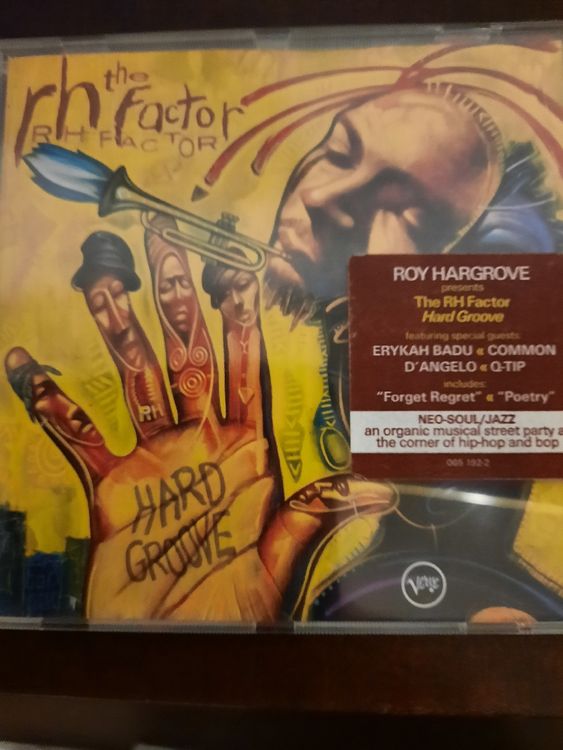 the
rh Factor
RH FACTOR
ROY HARGROVE
presents
The RH Factor
Hard Groove
featuring special guests:
ERYKAH BADU « COMMON
D'ANGELO « Q-TIP
includes:
"Forget Regret" « "Poetry"
NEO-SOUL/JAZZ
an organic musical street party a
the corner of hip-hop and bop
065 192-2
Rh
HARD
GROOVE
Verve